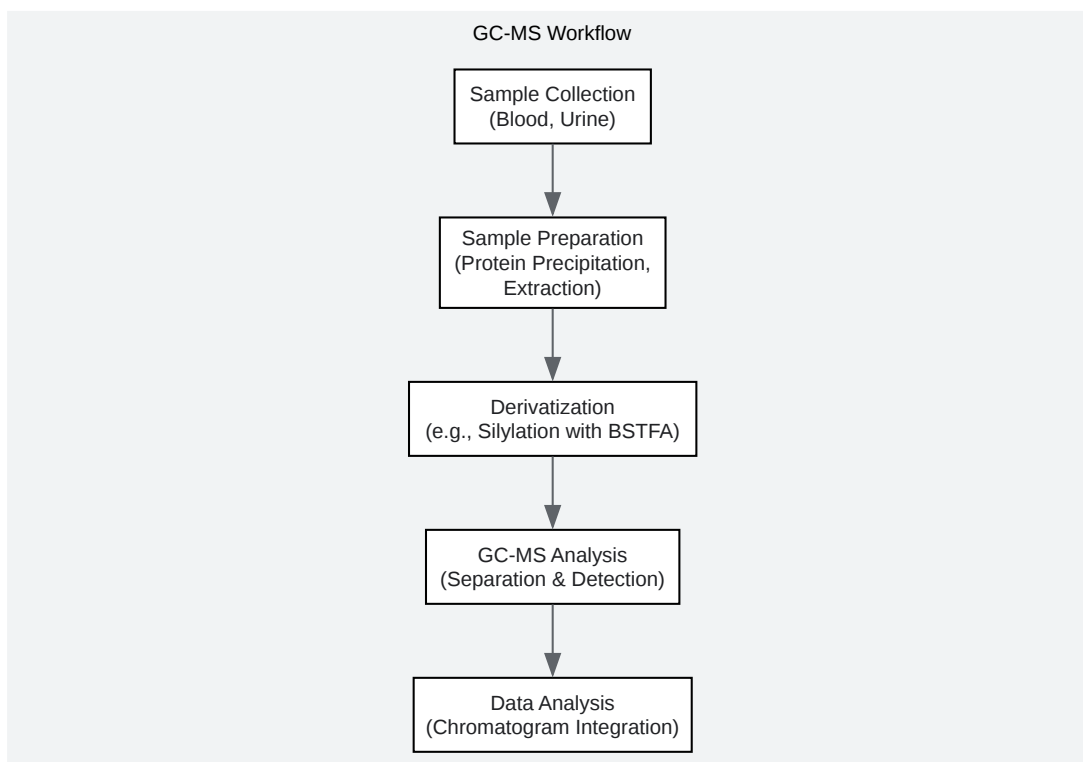 GC-MS Workflow
Sample Collection
(Blood, Urine)
Sample Preparation
(Protein Precipitation,
Extraction)
Derivatization
(e.g., Silylation with BSTFA)
GC-MS Analysis
(Separation & Detection)
Data Analysis
(Chromatogram Integration)